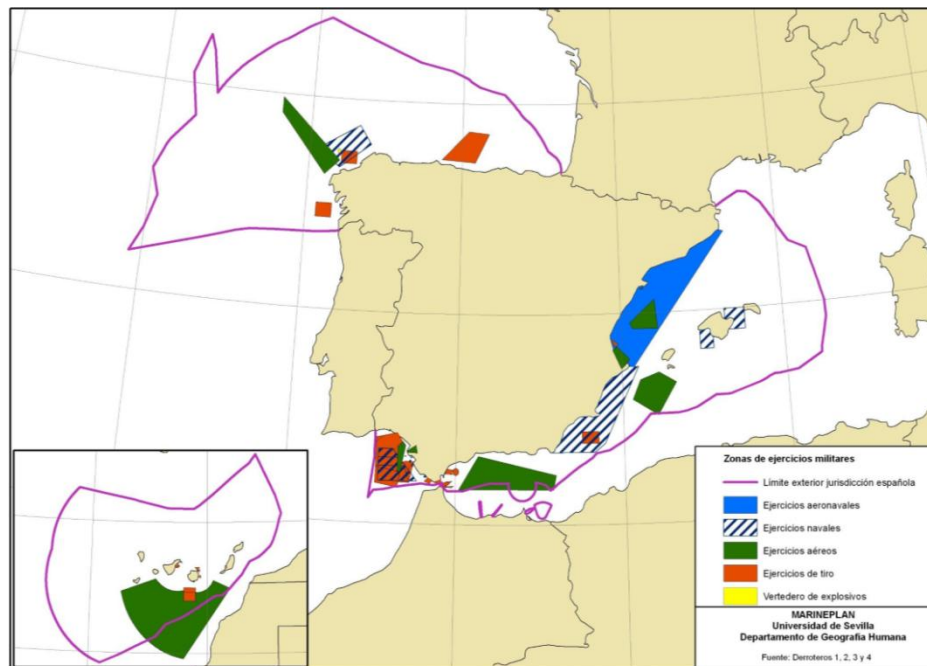 Zonas de ejercicios militares
Límite exterior jurisdicción española
Ejercicios aeronavales
Ejercicios navales
Ejercicios aéreos
Ejercicios de tiro
Vertedero de explosivos
MARINEPLAN
Universidad de Sevilla
Departamento de Geografía Humana
Fuente: Derroteros 1, 2, 3 y 4